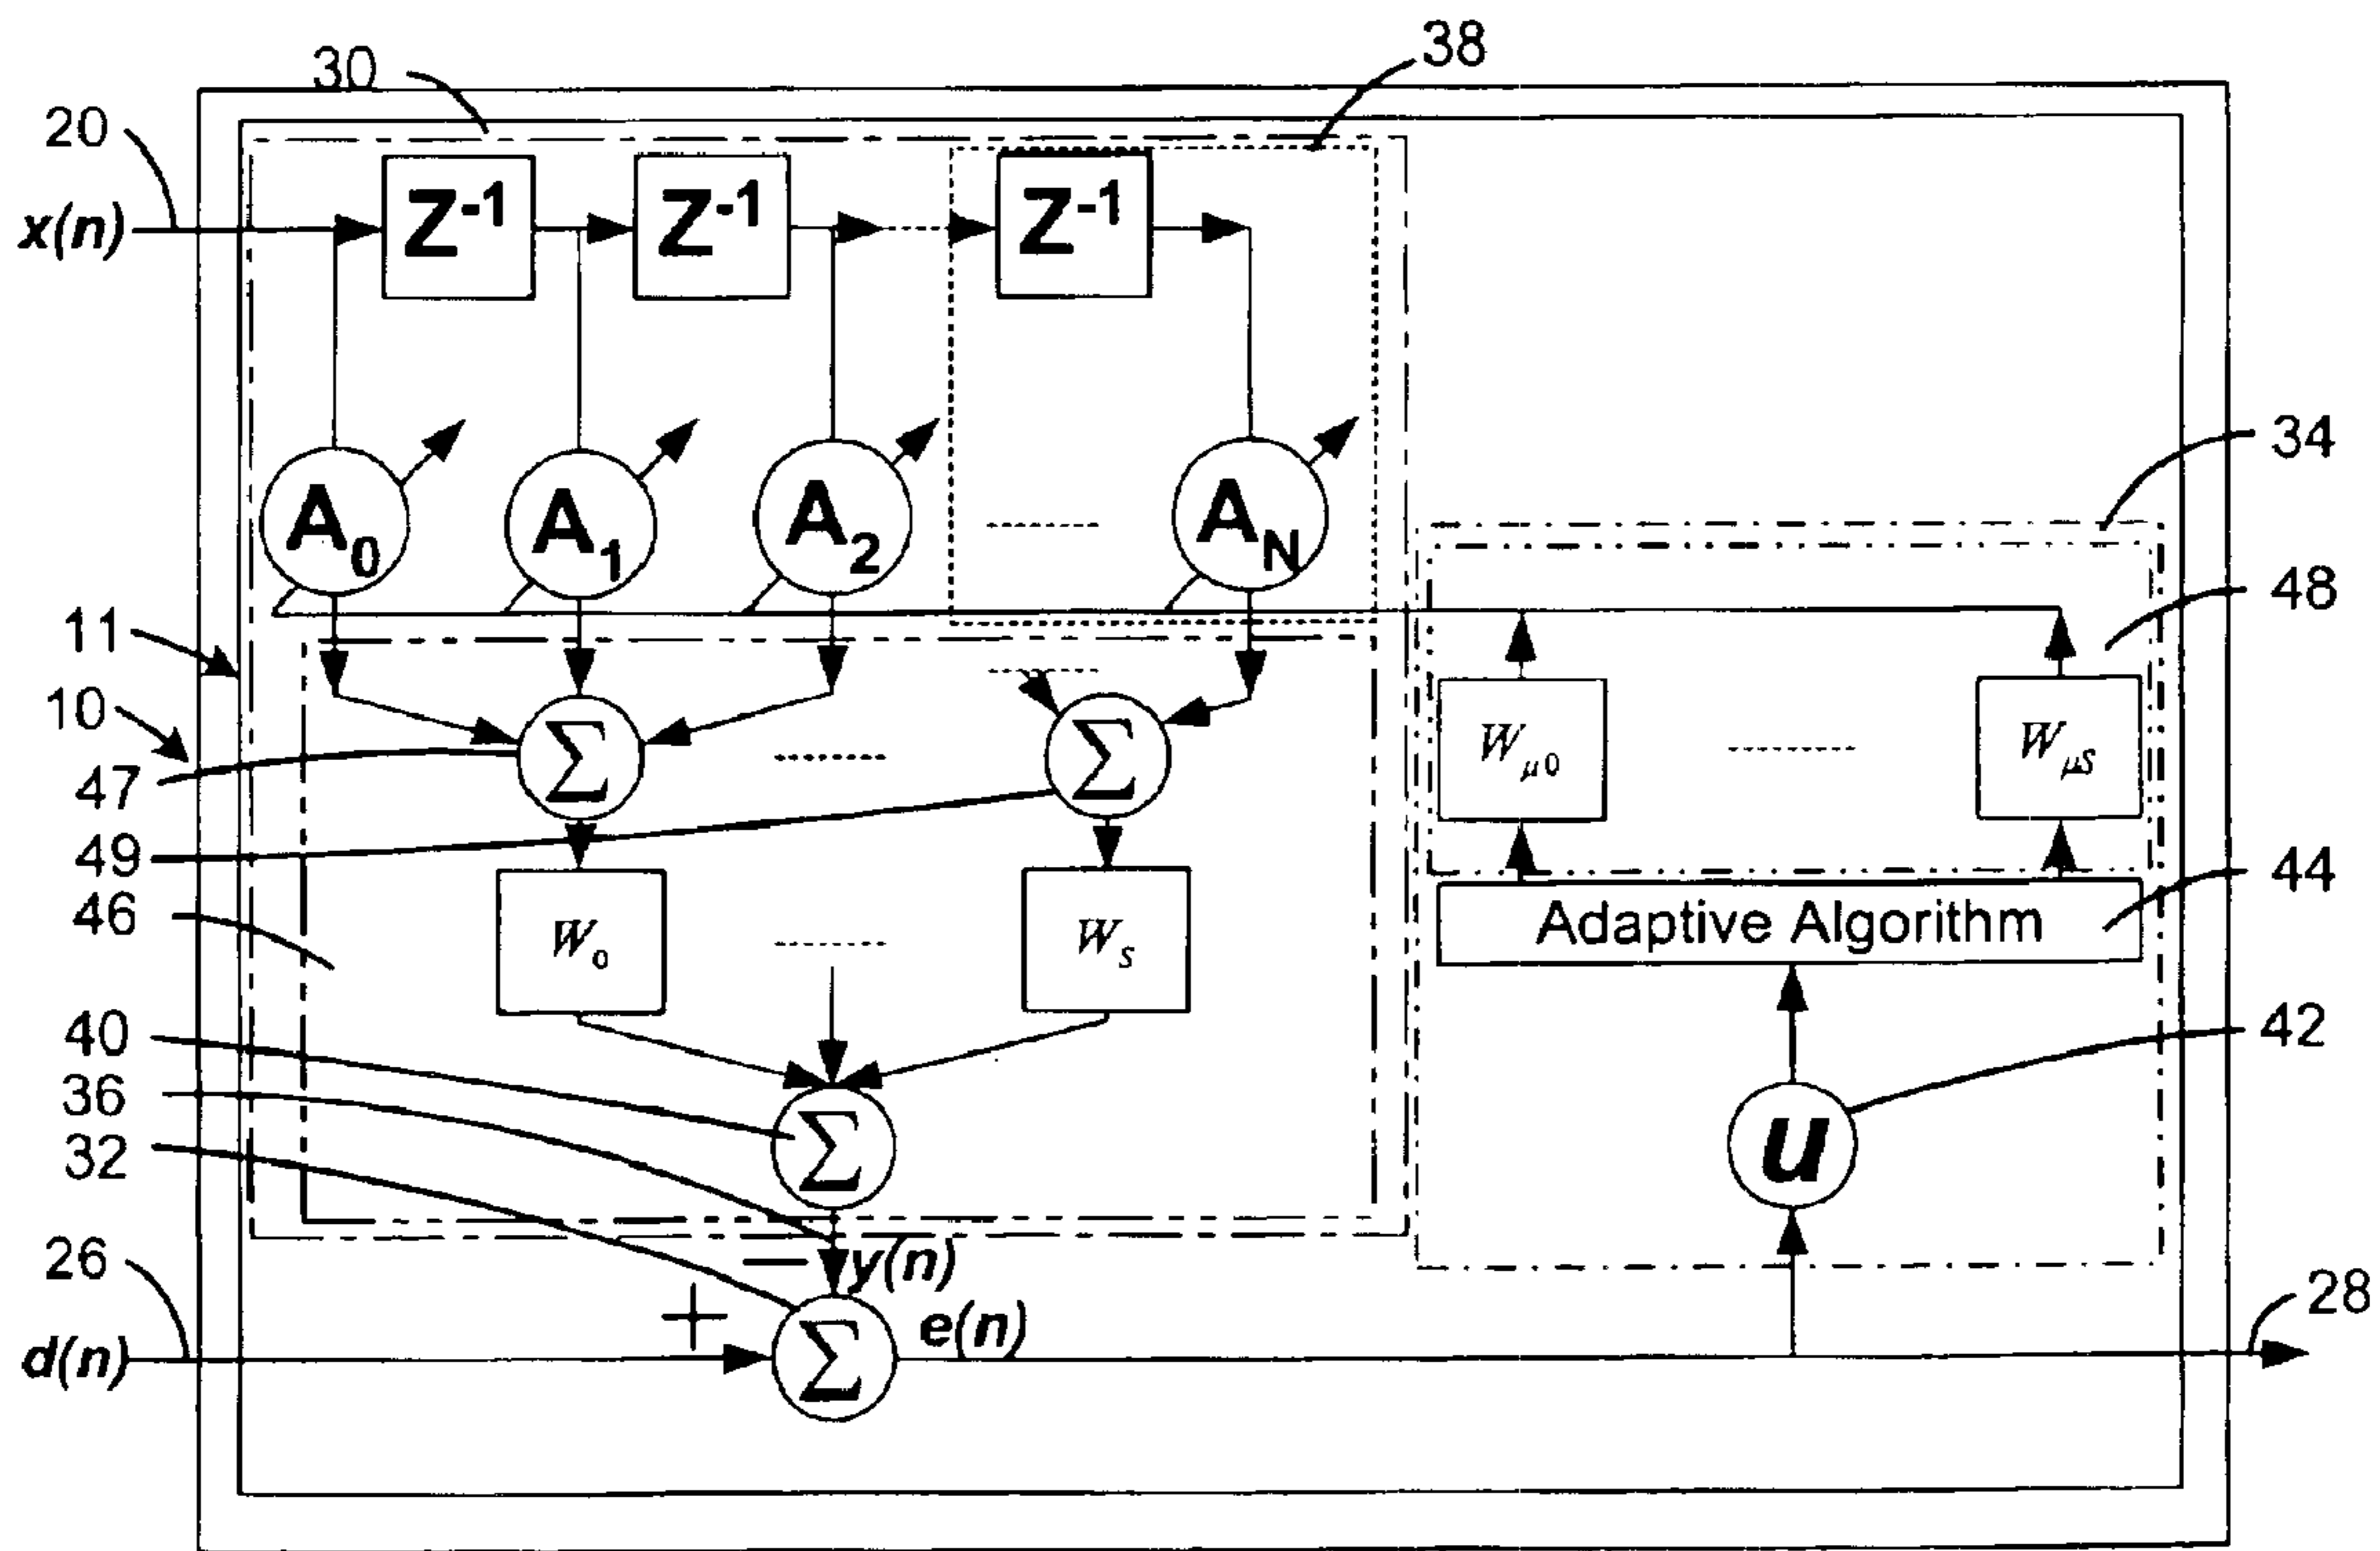 38
30
20
x(n)
Z-1
Z-1
Z-1
34
A0
A1
A2
AN
48
11
10
Σ
Σ
Wμ0
WμS
47
49
44
46
W0
WS
Adaptive Algorithm
40
42
36
Σ
u
32
26
− y(n)
28
+
e(n)
d(n)
Σ